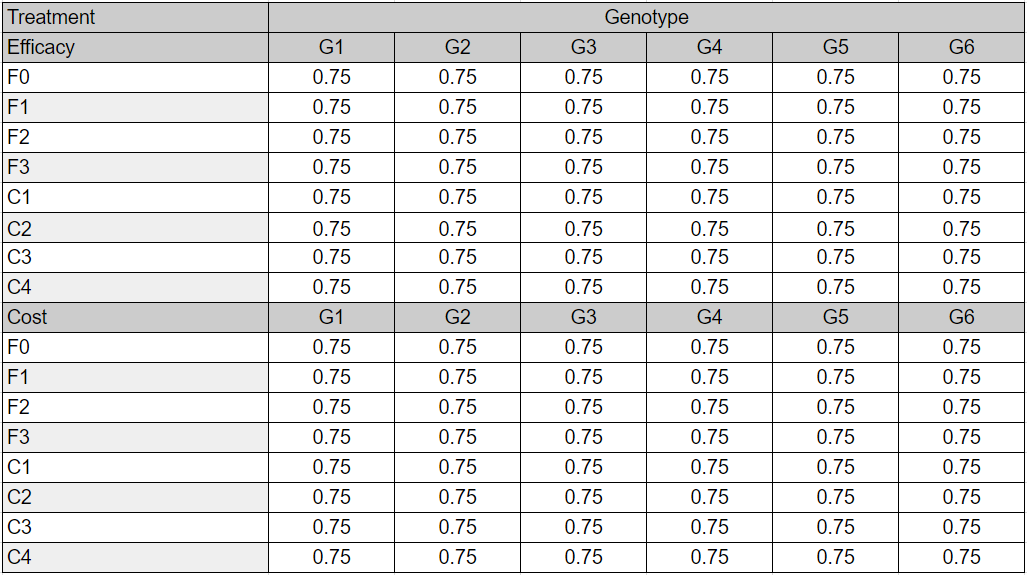 Treatment Genotype
Efficacy G1 G2 G3 G4 G5 G6
F0 0.75 0.75 0.75 0.75 0.75 0.75
F1 0.75 0.75 0.75 0.75 0.75 0.75
F2 0.75 0.75 0.75 0.75 0.75 0.75
F3 0.75 0.75 0.75 0.75 0.75 0.75
C1 0.75 0.75 0.75 0.75 0.75 0.75
C2 0.75 0.75 0.75 0.75 0.75 0.75
C3 0.75 0.75 0.75 0.75 0.75 0.75
C4 0.75 0.75 0.75 0.75 0.75 0.75
Cost G1 G2 G3 G4 G5 G6
F0 0.75 0.75 0.75 0.75 0.75 0.75
F1 0.75 0.75 0.75 0.75 0.75 0.75
F2 0.75 0.75 0.75 0.75 0.75 0.75
F3 0.75 0.75 0.75 0.75 0.75 0.75
C1 0.75 0.75 0.75 0.75 0.75 0.75
C2 0.75 0.75 0.75 0.75 0.75 0.75
C3 0.75 0.75 0.75 0.75 0.75 0.75
C4 0.75 0.75 0.75 0.75 0.75 0.75